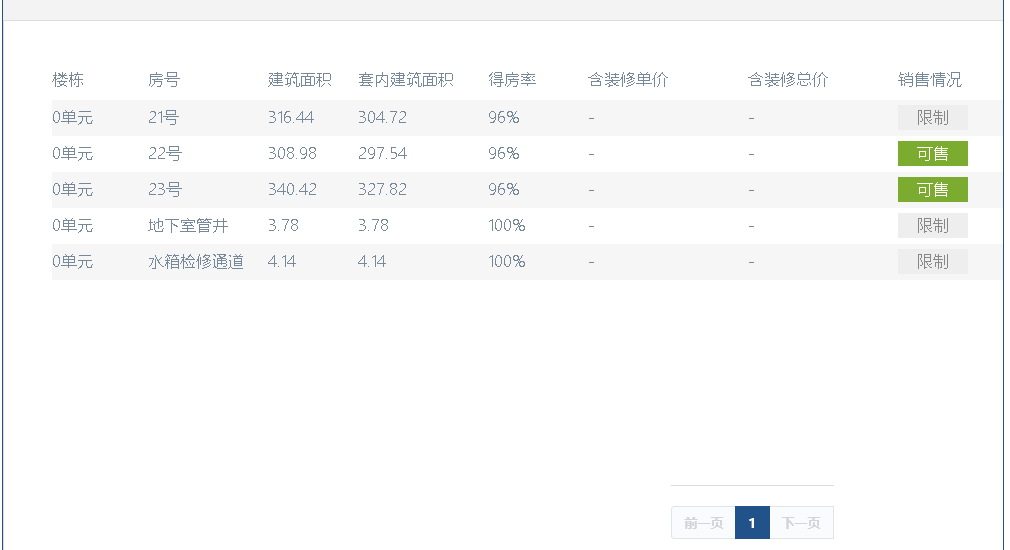 楼栋 房号 建筑面积 套内建筑面积 得房率 含装修单价 含装修总价 销售情况
0单元 21号 316.44 304.72 96% - - 限制
0单元 22号 308.98 297.54 96% - - 可售
0单元 23号 340.42 327.82 96% - - 可售
0单元 地下室管井 3.78 3.78 100% - - 限制
0单元 水箱检修通道 4.14 4.14 100% - - 限制
前一页 1 下一页